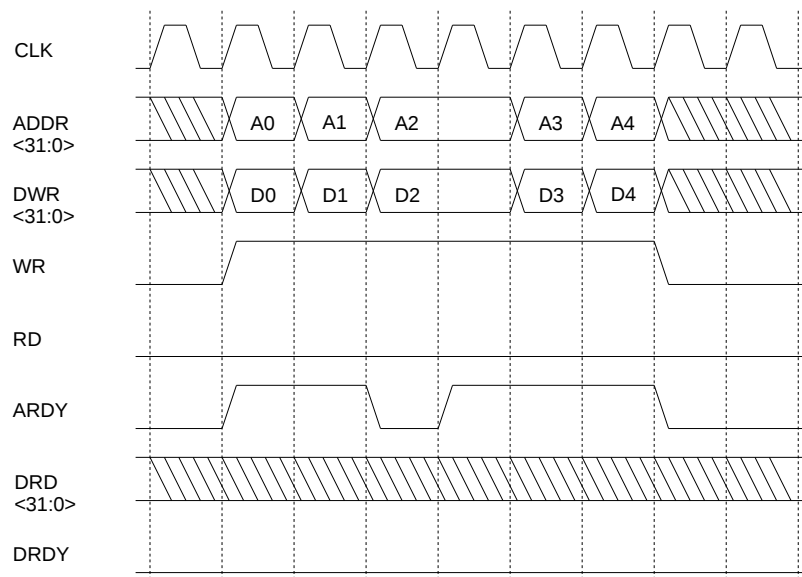 CLK
ADDR A0 A1 A2 A3 A4
<31:0>
DWR D0 D1 D2 D3 D4
<31:0>
WR
RD
ARDY
DRD
<31:0>
DRDY